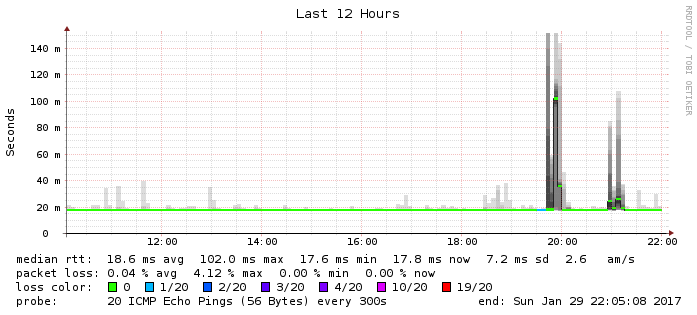 Last 12 Hours
RRDTOOL / TOBI OETIKER
Seconds
140 m
120 m
100 m
80 m
60 m
40 m
20 m
0
12:00 14:00 16:00 18:00 20:00 22:00
median rtt: 18.6 ms avg 102.0 ms max 17.6 ms min 17.8 ms now 7.2 ms sd 2.6 am/s
packet loss: 0.04 % avg 4.12 % max 0.00 % min 0.00 % now
loss color: 0 1/20 2/20 3/20 4/20 10/20 19/20
probe: 20 ICMP Echo Pings (56 Bytes) every 300s end: Sun Jan 29 22:05:08 2017